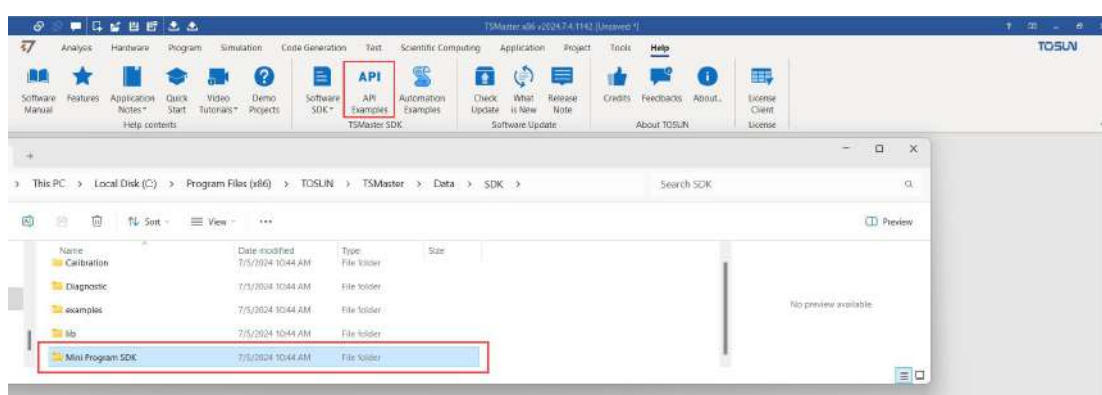 TSMaster x86 v2024.7.4.1142 [Unsaved *]
Analysis Hardware Program Simulation Code Generation Test Scientific Computing Application Project Tools Help
TOSUN
Software Manual
Features
Application Notes
Quick Start
Video Tutorials
Demo Projects
Software SDK
API
API Examples
Automation Examples
Check Update
What is New
Release Note
Credits
Feedbacks
About..
License Client
Help contents
TSMaster SDK
Software Update
About TOSUN
License
This PC > Local Disk (C:) > Program Files (x86) > TOSUN > TSMaster > Data > SDK >
Search SDK
Sort
View
Preview
Name Date modified Type Size
Calibration 7/5/2024 10:44 AM File folder
Diagnostic 7/5/2024 10:44 AM File folder
examples 7/5/2024 10:44 AM File folder
lib 7/5/2024 10:44 AM File folder
Mini Program SDK 7/5/2024 10:44 AM File folder
No preview available.